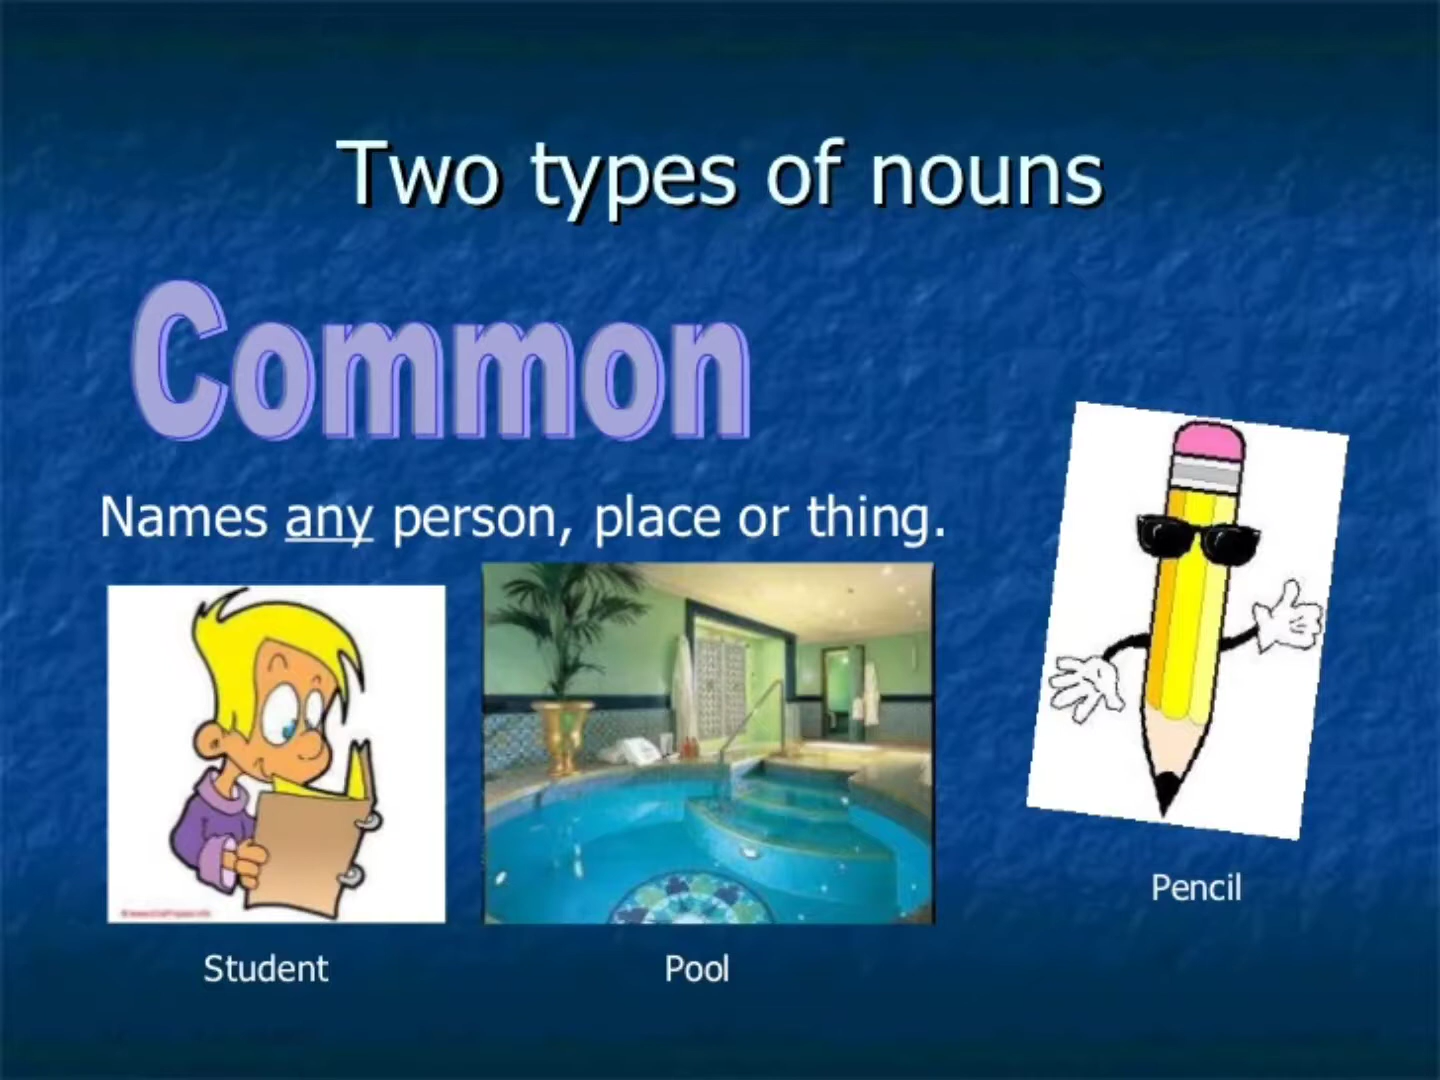 Two types of nouns
Common
Names any person, place or thing.
Student
Pool
Pencil